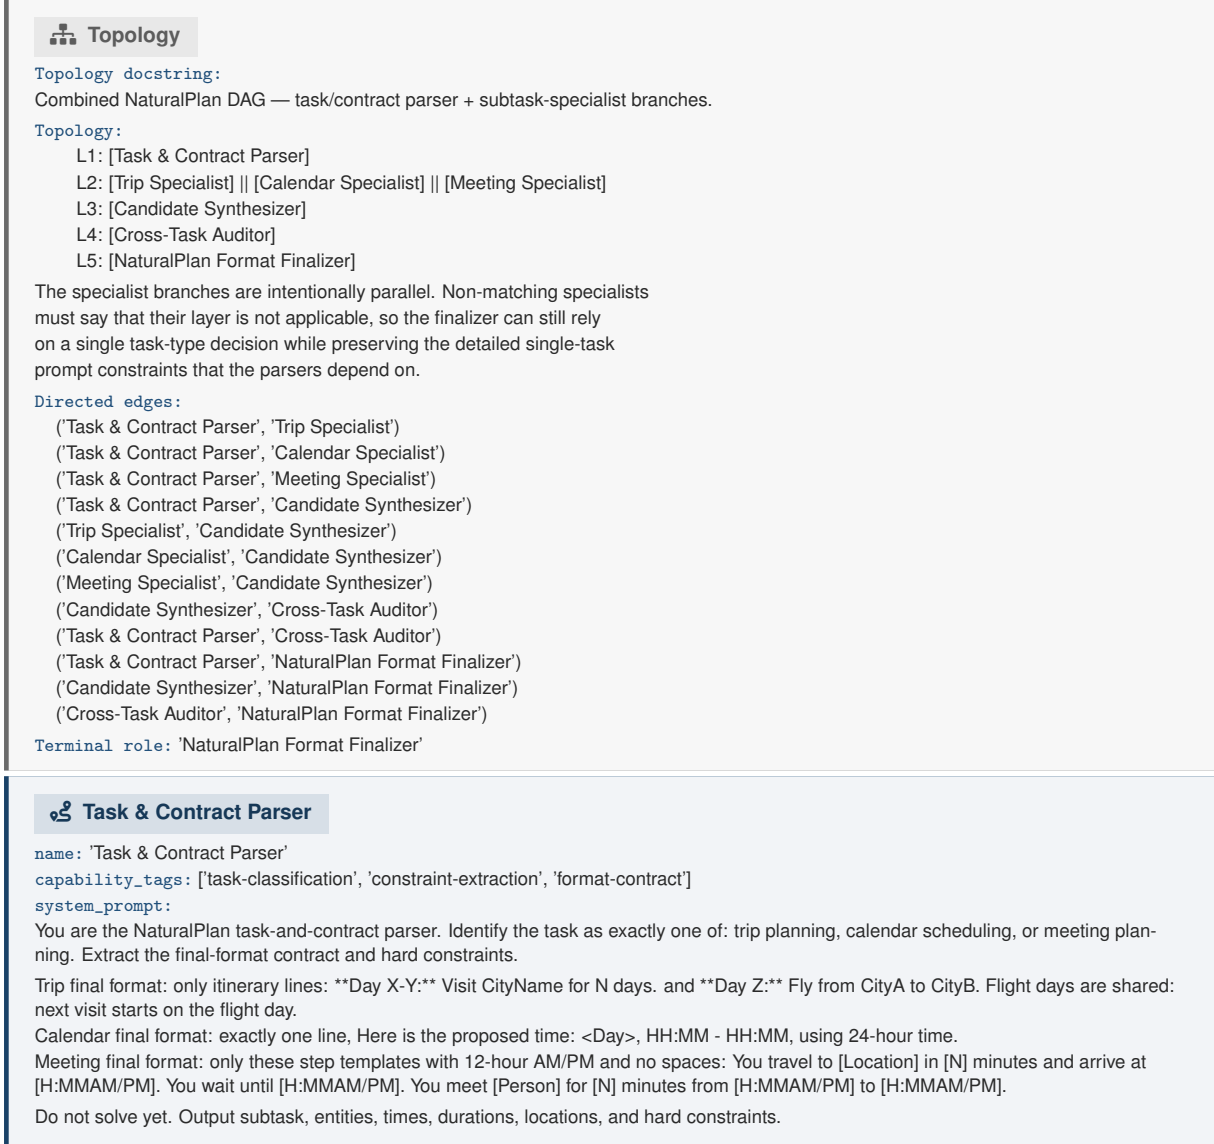 Topology
Topology docstring:
Combined NaturalPlan DAG — task/contract parser + subtask-specialist branches.
Topology:
L1: [Task & Contract Parser]
L2: [Trip Specialist] || [Calendar Specialist] || [Meeting Specialist]
L3: [Candidate Synthesizer]
L4: [Cross-Task Auditor]
L5: [NaturalPlan Format Finalizer]
The specialist branches are intentionally parallel. Non-matching specialists
must say that their layer is not applicable, so the finalizer can still rely
on a single task-type decision while preserving the detailed single-task
prompt constraints that the parsers depend on.
Directed edges:
('Task & Contract Parser', 'Trip Specialist')
('Task & Contract Parser', 'Calendar Specialist')
('Task & Contract Parser', 'Meeting Specialist')
('Task & Contract Parser', 'Candidate Synthesizer')
('Trip Specialist', 'Candidate Synthesizer')
('Calendar Specialist', 'Candidate Synthesizer')
('Meeting Specialist', 'Candidate Synthesizer')
('Candidate Synthesizer', 'Cross-Task Auditor')
('Task & Contract Parser', 'Cross-Task Auditor')
('Task & Contract Parser', 'NaturalPlan Format Finalizer')
('Candidate Synthesizer', 'NaturalPlan Format Finalizer')
('Cross-Task Auditor', 'NaturalPlan Format Finalizer')
Terminal role: 'NaturalPlan Format Finalizer'
Task & Contract Parser
name: 'Task & Contract Parser'
capability_tags: ['task-classification', 'constraint-extraction', 'format-contract']
system_prompt:
You are the NaturalPlan task-and-contract parser. Identify the task as exactly one of: trip planning, calendar scheduling, or meeting plan-
ning. Extract the final-format contract and hard constraints.
Trip final format: only itinerary lines: **Day X-Y:** Visit CityName for N days. and **Day Z:** Fly from CityA to CityB. Flight days are shared:
next visit starts on the flight day.
Calendar final format: exactly one line, Here is the proposed time: <Day>, HH:MM - HH:MM, using 24-hour time.
Meeting final format: only these step templates with 12-hour AM/PM and no spaces: You travel to [Location] in [N] minutes and arrive at
[H:MMAM/PM]. You wait until [H:MMAM/PM]. You meet [Person] for [N] minutes from [H:MMAM/PM] to [H:MMAM/PM].
Do not solve yet. Output subtask, entities, times, durations, locations, and hard constraints.